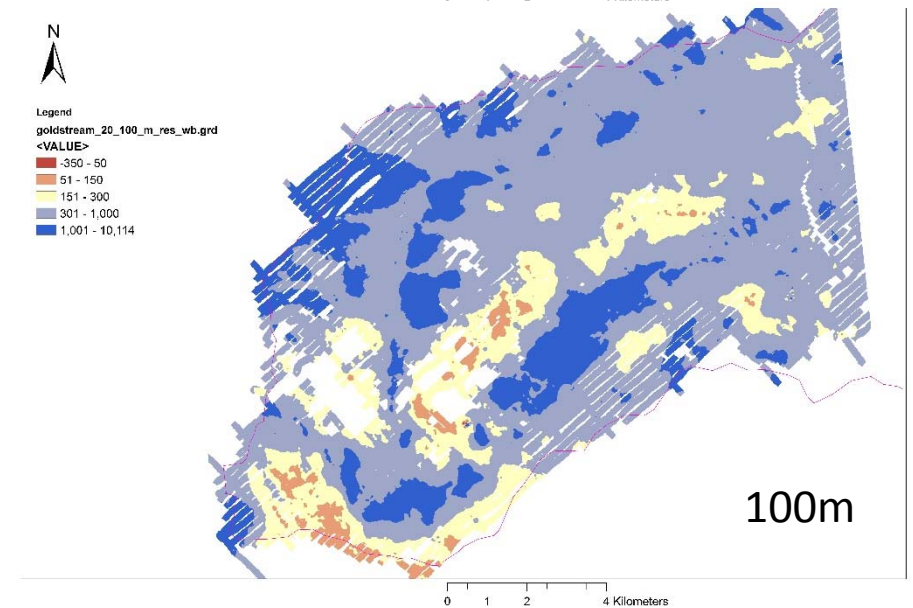 N
Legend
goldstream_20_100_m_res_wb.grd
<VALUE>
-350 - 50
51 - 150
151 - 300
301 - 1,000
1,001 - 10,114
100m
0 1 2 4 Kilometers